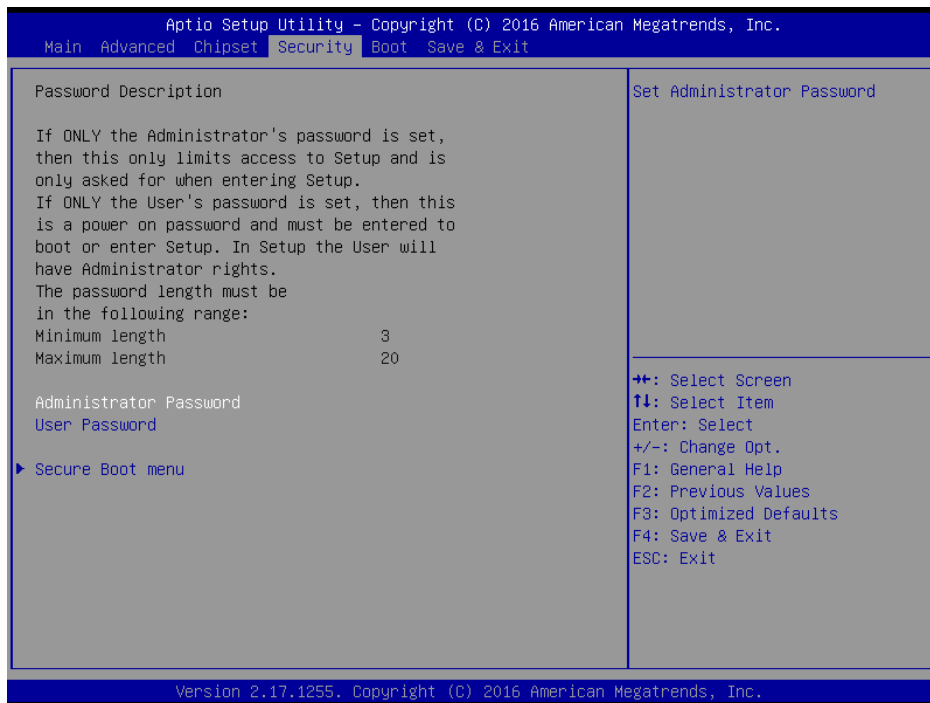 Aptio Setup Utility – Copyright (C) 2016 American Megatrends, Inc.
Main Advanced Chipset Security Boot Save & Exit
Password Description
If ONLY the Administrator's password is set,
then this only limits access to Setup and is
only asked for when entering Setup.
If ONLY the User's password is set, then this
is a power on password and must be entered to
boot or enter Setup. In Setup the User will
have Administrator rights.
The password length must be
in the following range:
Minimum length 3
Maximum length 20
Administrator Password
User Password
Secure Boot menu
Set Administrator Password
→←: Select Screen
↑↓: Select Item
Enter: Select
+/-: Change Opt.
F1: General Help
F2: Previous Values
F3: Optimized Defaults
F4: Save & Exit
ESC: Exit
Version 2.17.1255. Copyright (C) 2016 American Megatrends, Inc.